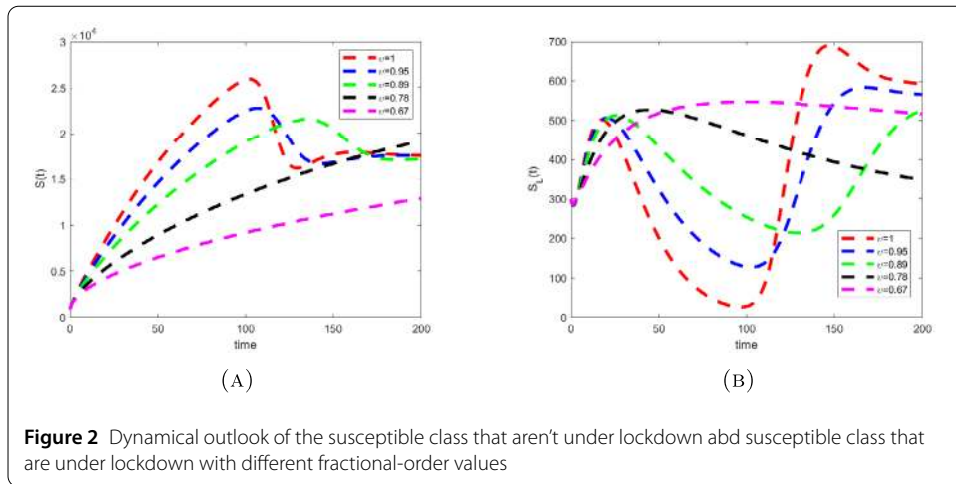 ×10⁴
3
2.5
2
1.5
1
0.5
0
S(t)
0 50 100 150 200
time
υ=1
υ=0.95
υ=0.89
υ=0.78
υ=0.67
(A)
700
600
500
400
300
200
100
0
S_L(t)
0 50 100 150 200
time
υ=1
υ=0.95
υ=0.89
υ=0.78
υ=0.67
(B)
Figure 2 Dynamical outlook of the susceptible class that aren't under lockdown abd susceptible class that
are under lockdown with different fractional-order values